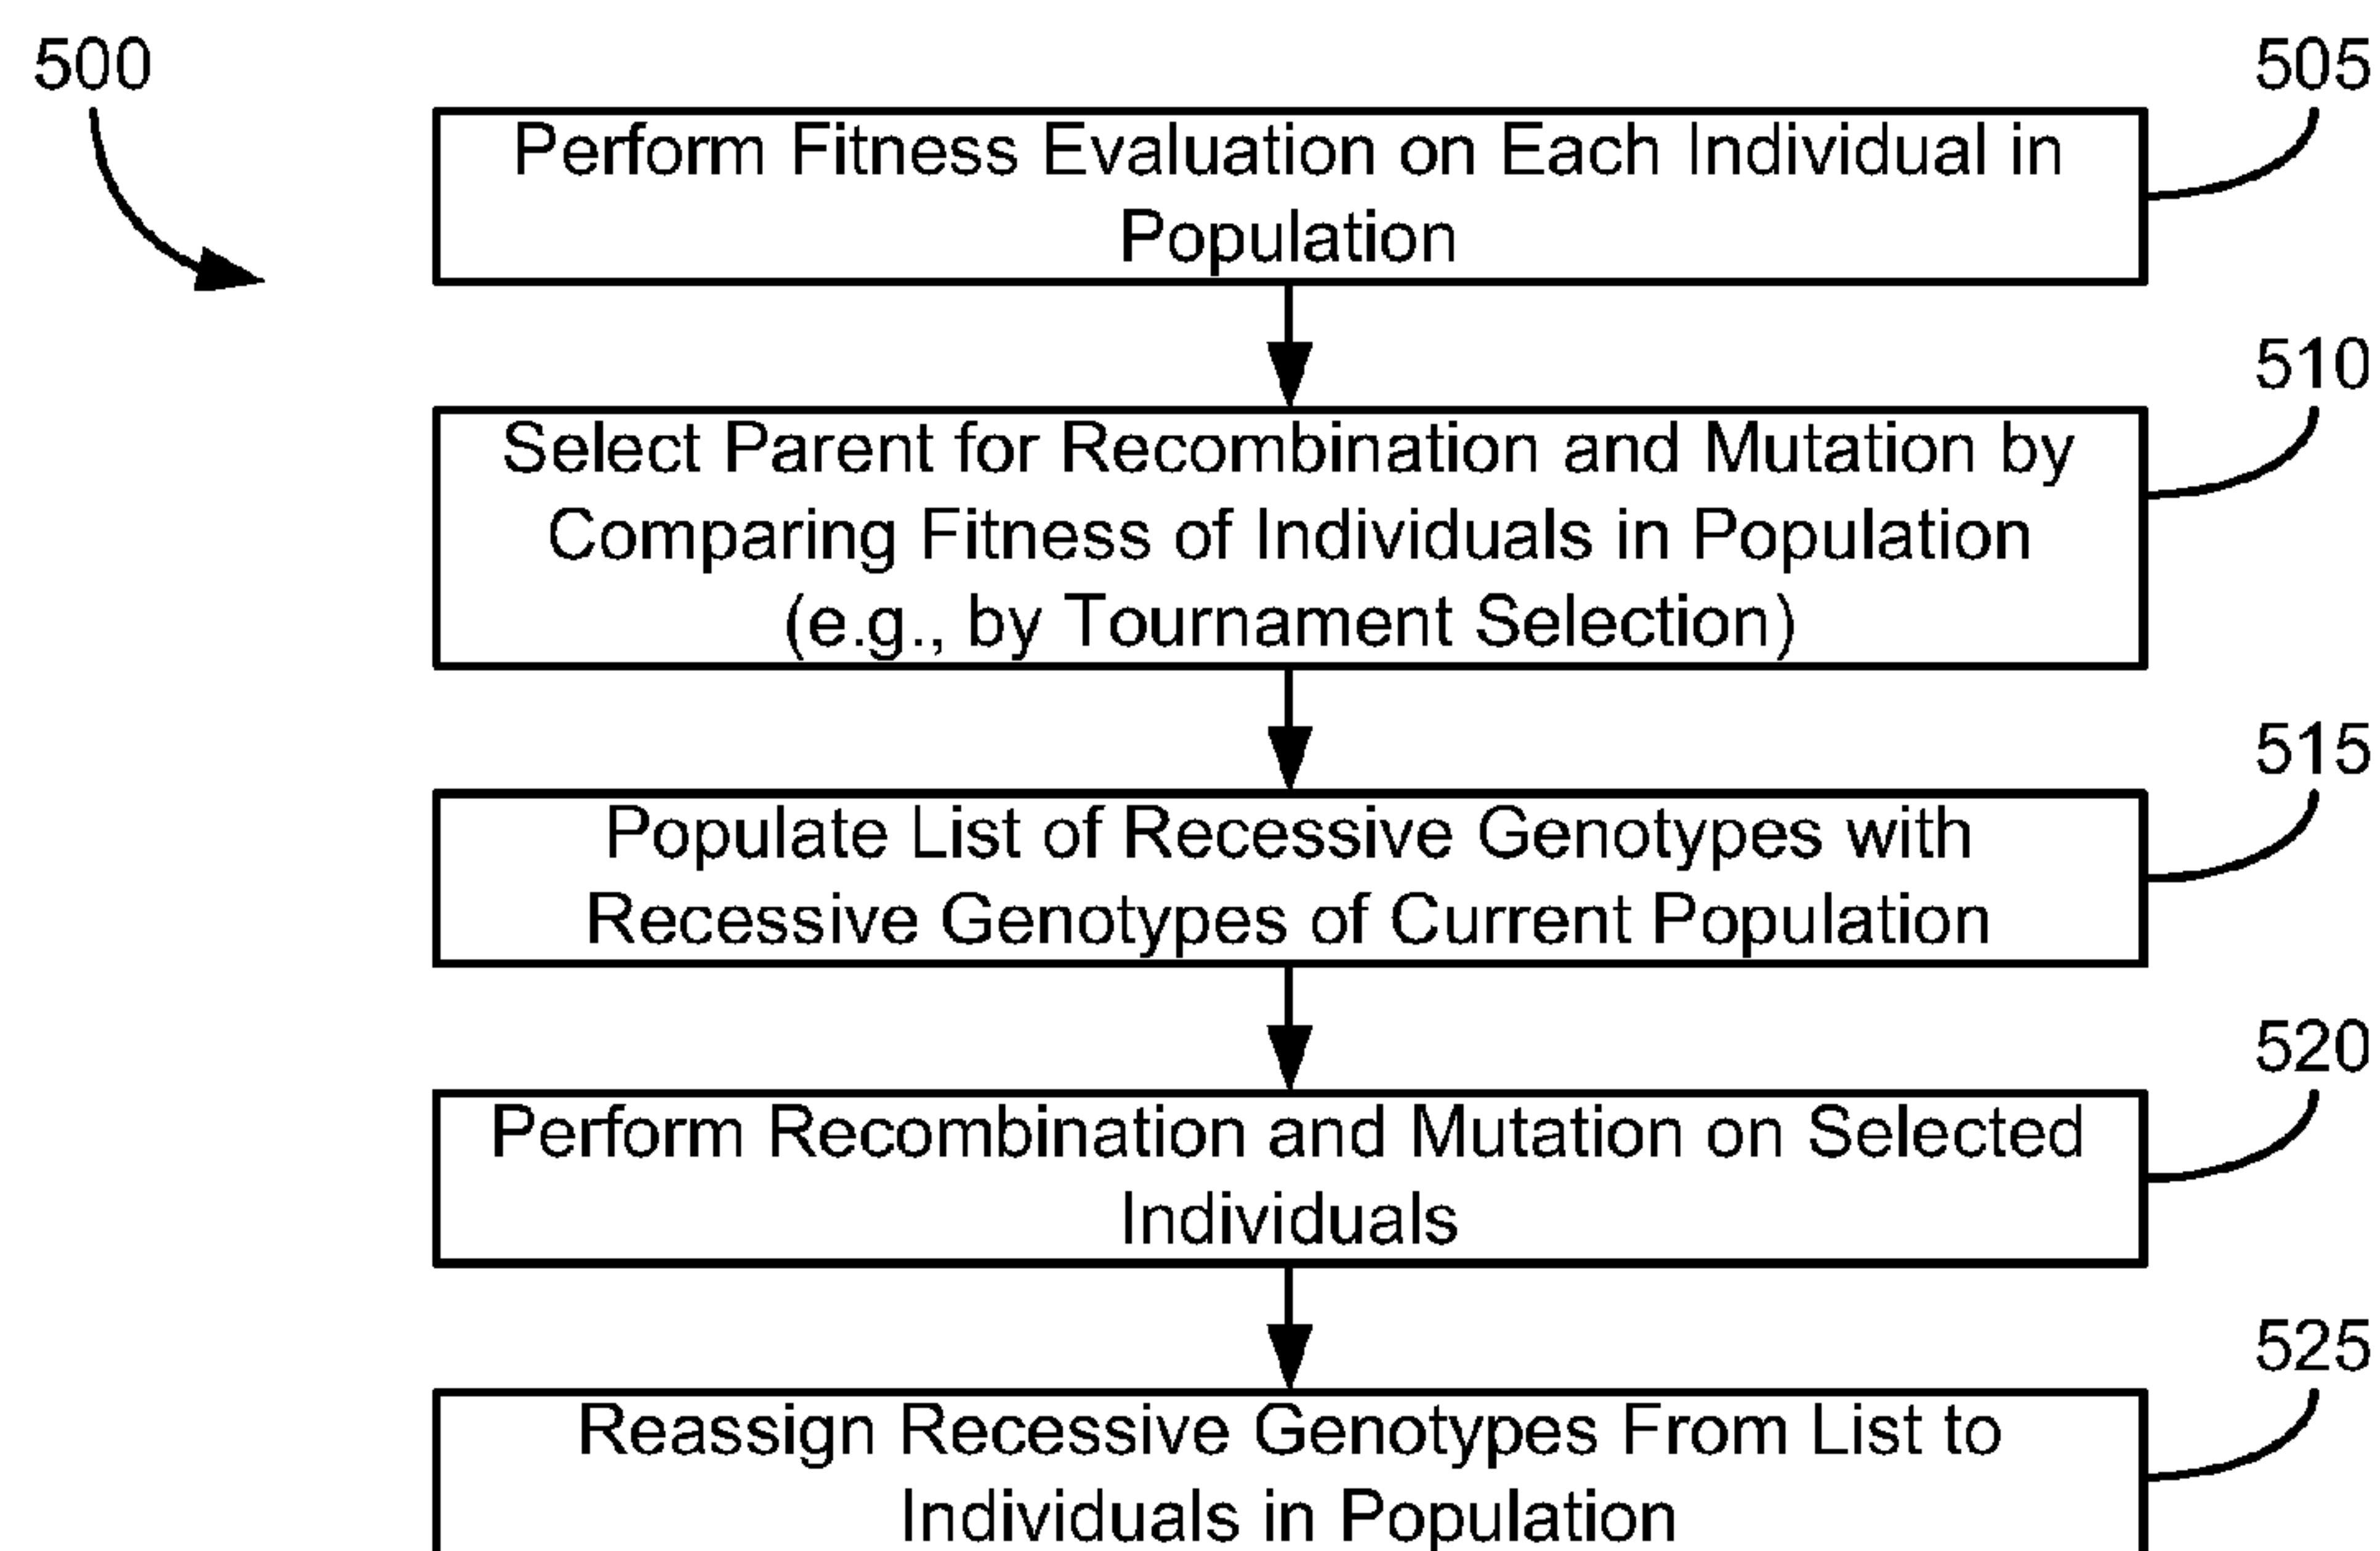 500
505
Perform Fitness Evaluation on Each Individual in
Population
510
Select Parent for Recombination and Mutation by
Comparing Fitness of Individuals in Population
(e.g., by Tournament Selection)
515
Populate List of Recessive Genotypes with
Recessive Genotypes of Current Population
520
Perform Recombination and Mutation on Selected
Individuals
525
Reassign Recessive Genotypes From List to
Individuals in Population